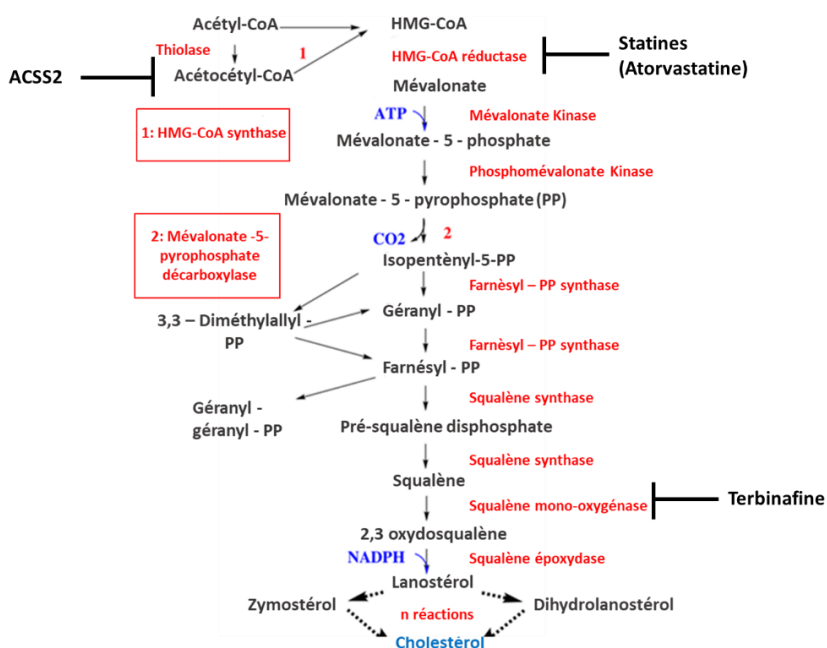 Acétyl-CoA
HMG-CoA
Thiolase
1
HMG-CoA réductase
Statines
(Atorvastatine)
ACSS2
Acétocétyl-CoA
Mévalonate
ATP
Mévalonate Kinase
1: HMG-CoA synthase
Mévalonate - 5 - phosphate
Phosphomévalonate Kinase
Mévalonate - 5 - pyrophosphate (PP)
2: Mévalonate -5-
pyrophosphate
décarboxylase
CO2
2
Isopentènyl-5-PP
Farnèsyl – PP synthase
3,3 – Diméthylallyl -
PP
Géranyl - PP
Farnèsyl – PP synthase
Farnésyl - PP
Squalène synthase
Géranyl -
géranyl - PP
Pré-squalène disphosphate
Squalène synthase
Squalène
Squalène mono-oxygénase
Terbinafine
2,3 oxydosqualène
NADPH
Squalène époxydase
Lanostérol
Zymostérol
n réactions
Dihydrolanostérol
Cholestérol